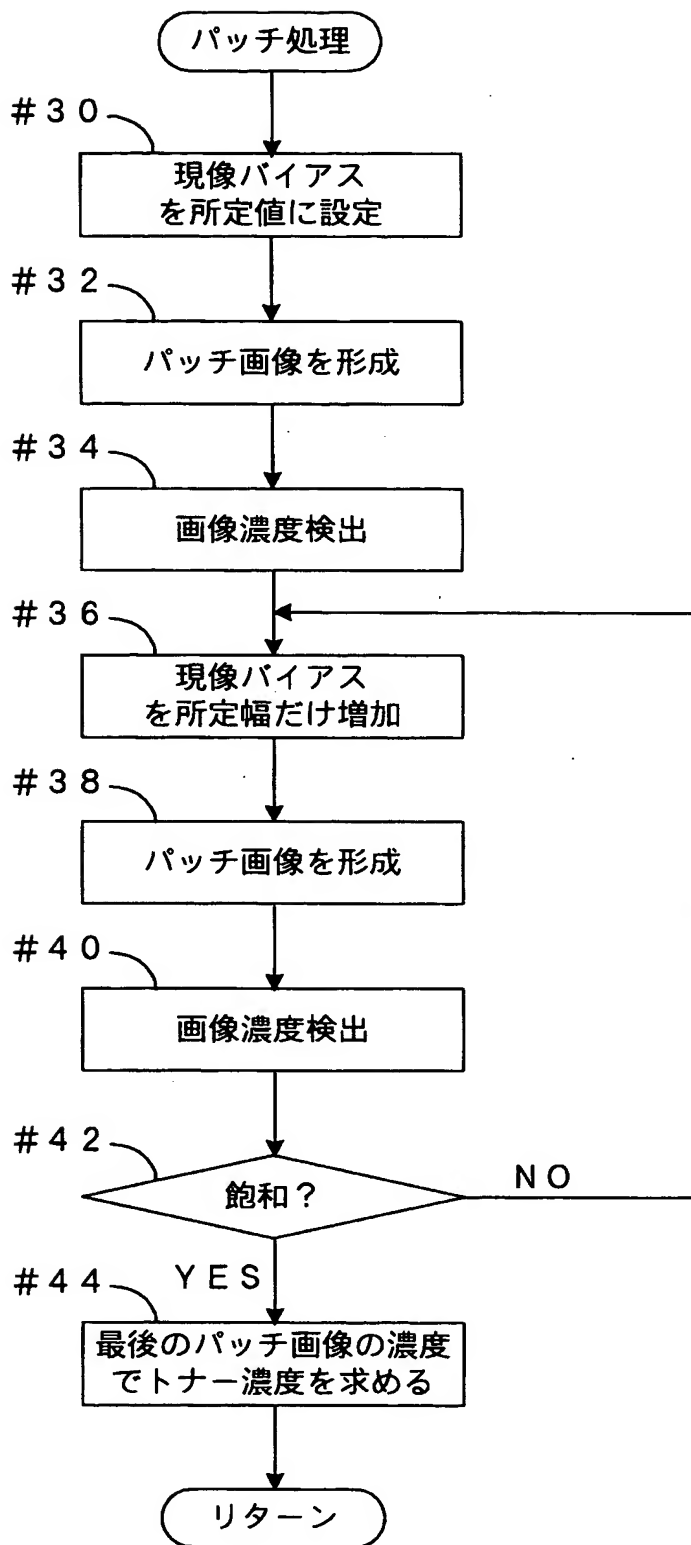 パッチ処理
#30
現像バイアス
を所定値に設定
#32
パッチ画像を形成
#34
画像濃度検出
#36
現像バイアス
を所定幅だけ増加
#38
パッチ画像を形成
#40
画像濃度検出
#42
飽和?
NO
YES
#44
最後のパッチ画像の濃度
でトナー濃度を求める
リターン